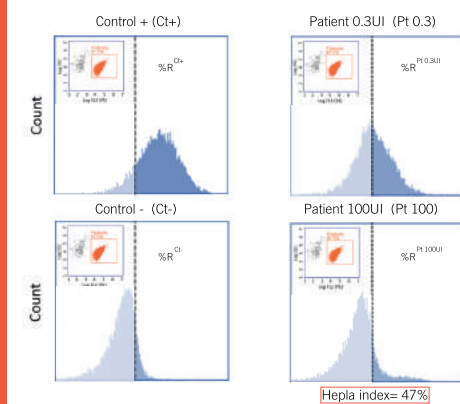 Control + (Ct+)
Patient 0.3UI (Pt 0.3)
%R Ct+
%R Pt 0.3UI
Count
Control - (Ct-)
Patient 100UI (Pt 100)
%R Ct-
%R Pt 100UI
Count
Hepla index= 47%